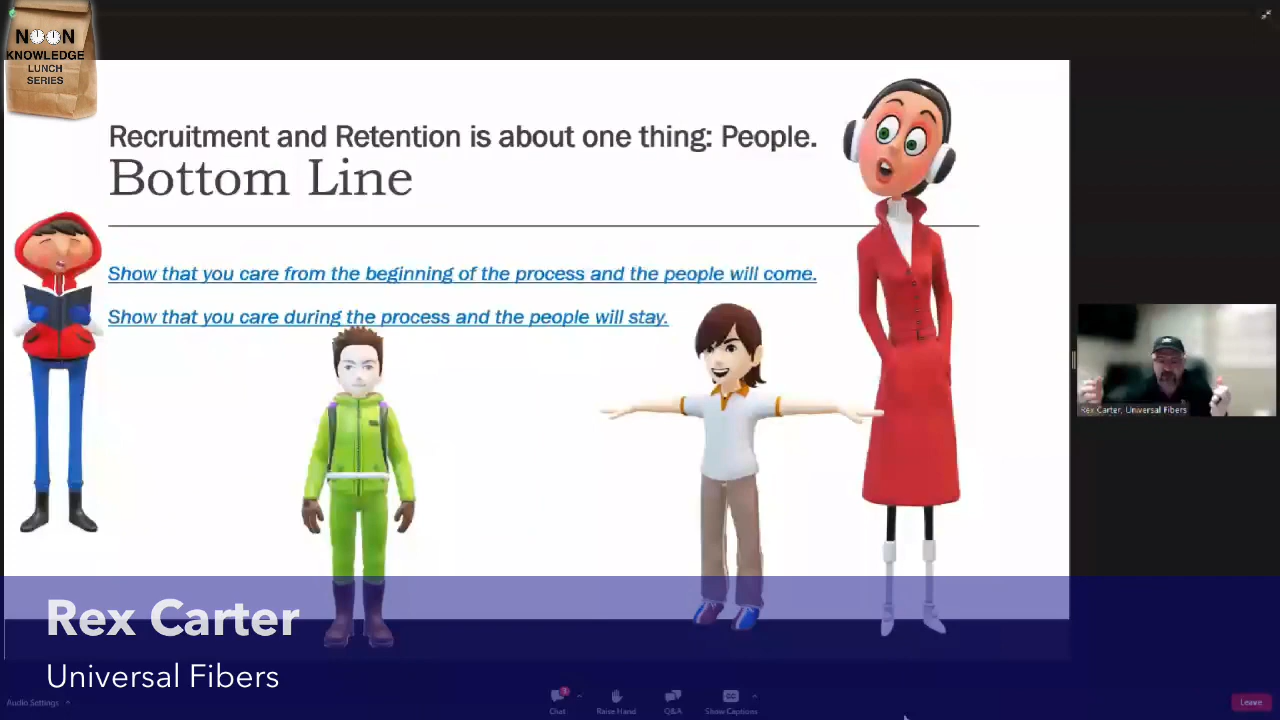 NOON
KNOWLEDGE
LUNCH
SERIES
Recruitment and Retention is about one thing: People.
Bottom Line
Show that you care from the beginning of the process and the people will come.
Show that you care during the process and the people will stay.
Rex Carter, Universal Fibers
Rex Carter
Universal Fibers
Audio Settings
Chat
Raise Hand
Q&A
Show Captions
Leave